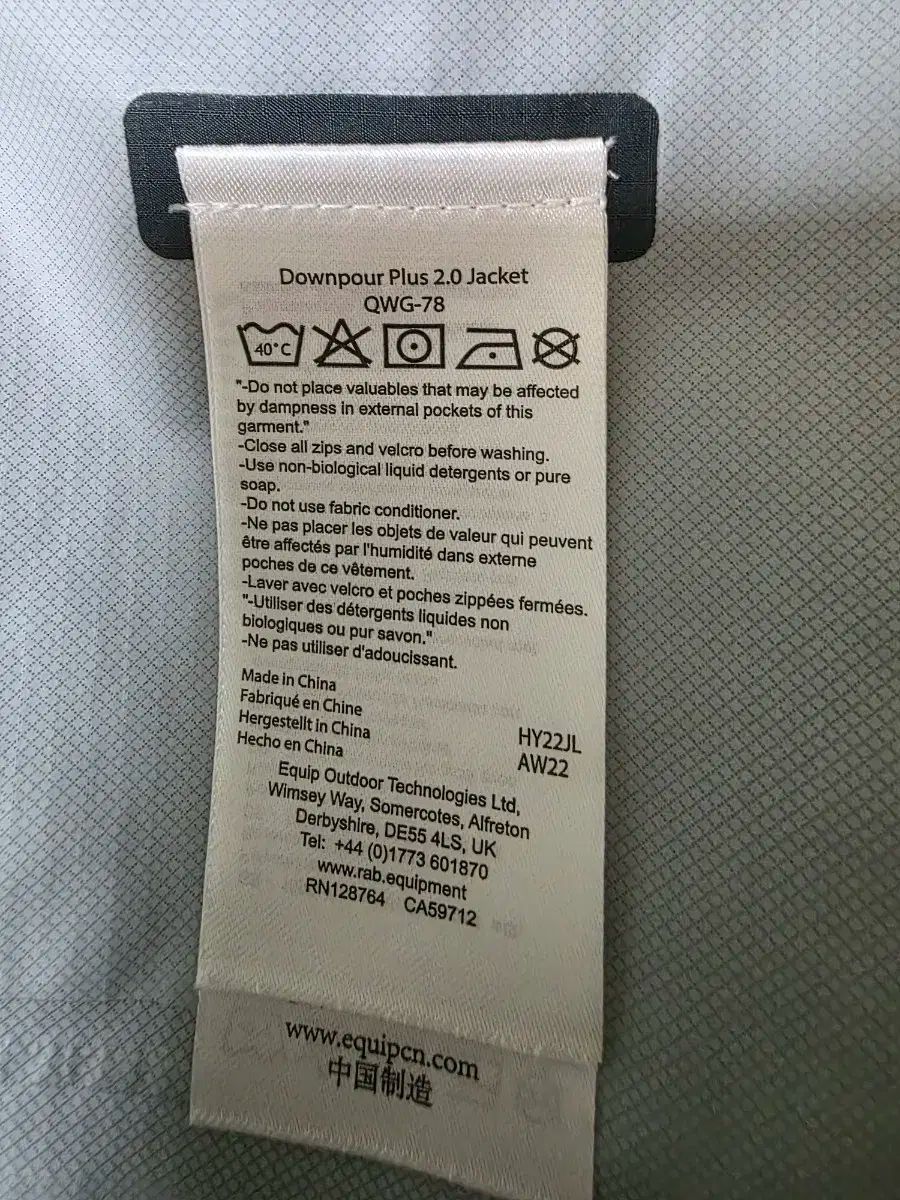 Downpour Plus 2.0 Jacket
QWG-78
40°C
"-Do not place valuables that may be affected
by dampness in external pockets of this
garment."
-Close all zips and velcro before washing.
-Use non-biological liquid detergents or pure
soap.
-Do not use fabric conditioner.
-Ne pas placer les objets de valeur qui peuvent
être affectés par l'humidité dans externe
poches de ce vêtement.
-Laver avec velcro et poches zippées fermées.
"-Utiliser des détergents liquides non
biologiques ou pur savon."
-Ne pas utiliser d'adoucissant.
Made in China
Fabriqué en Chine
Hergestellt in China
Hecho en China
HY22JL
AW22
Equip Outdoor Technologies Ltd,
Wimsey Way, Somercotes, Alfreton
Derbyshire, DE55 4LS, UK
Tel: +44 (0)1773 601870
www.rab.equipment
RN128764 CA59712
www.equipcn.com
中国制造